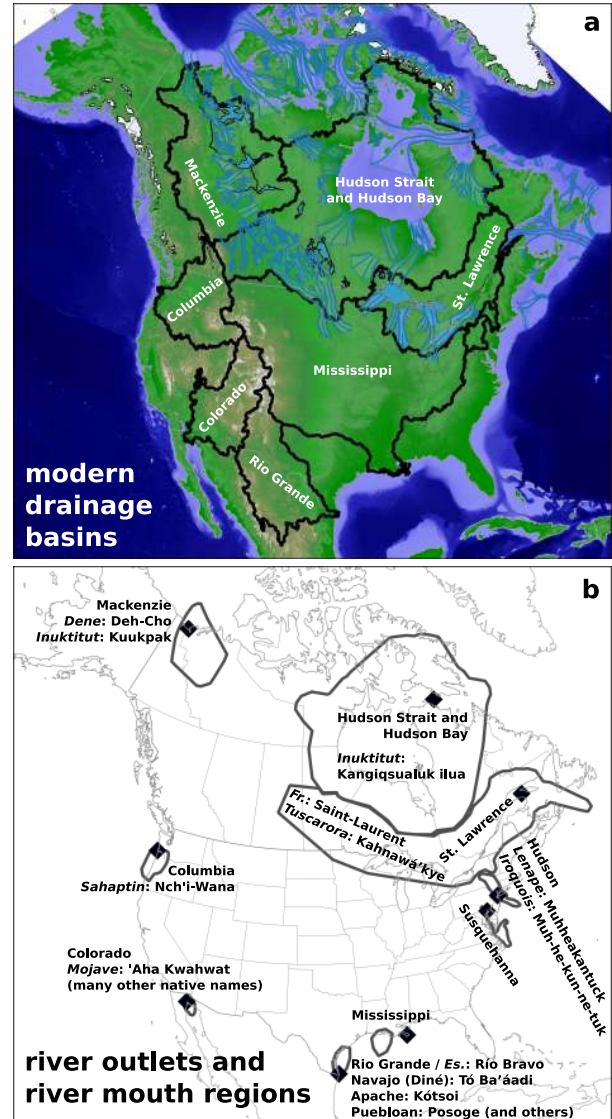 a
Mackenzie
Hudson Strait
and Hudson Bay
St. Lawrence
Columbia
Mississippi
Colorado
Rio Grande
modern
drainage
basins
b
Mackenzie
Dene: Deh-Cho
Inuktitut: Kuukpak
Hudson Strait and
Hudson Bay
Inuktitut:
Kangiqsualuk ilua
Fr.: Saint-Laurent
Tuscarora: Kahnawá'kye
St. Lawrence
Hudson
Lenape: Muhheakantuck
Iroquois: Muh-he-kun-ne-tuk
Susquehanna
Columbia
Sahaptin: Nch'i-Wana
Colorado
Mojave: 'Aha Kwahwat
(many other native names)
Mississippi
Rio Grande / Es.: Río Bravo
Navajo (Diné): Tó Ba'áadi
Apache: Kótsoi
Puebloan: Posoge (and others)
river outlets and
river mouth regions